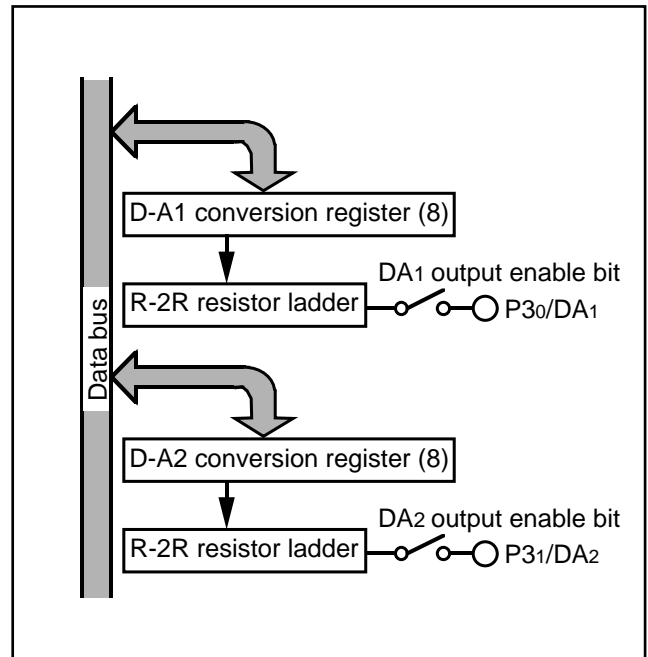 D-A1 conversion register (8)
DA1 output enable bit
R-2R resistor ladder
P30/DA1
Data bus
D-A2 conversion register (8)
DA2 output enable bit
R-2R resistor ladder
P31/DA2